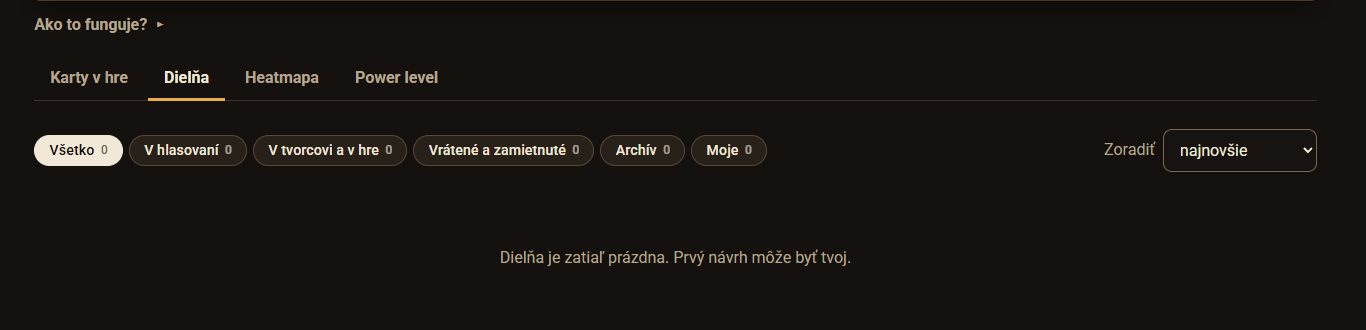 Ako to funguje? ▸
Karty v hre Dielňa Heatmapa Power level
Všetko 0 V hlasovaní 0 V tvorcovi a v hre 0 Vrátené a zamietnuté 0 Archív 0 Moje 0 Zoradiť najnovšie
Dielňa je zatiaľ prázdna. Prvý návrh môže byť tvoj.